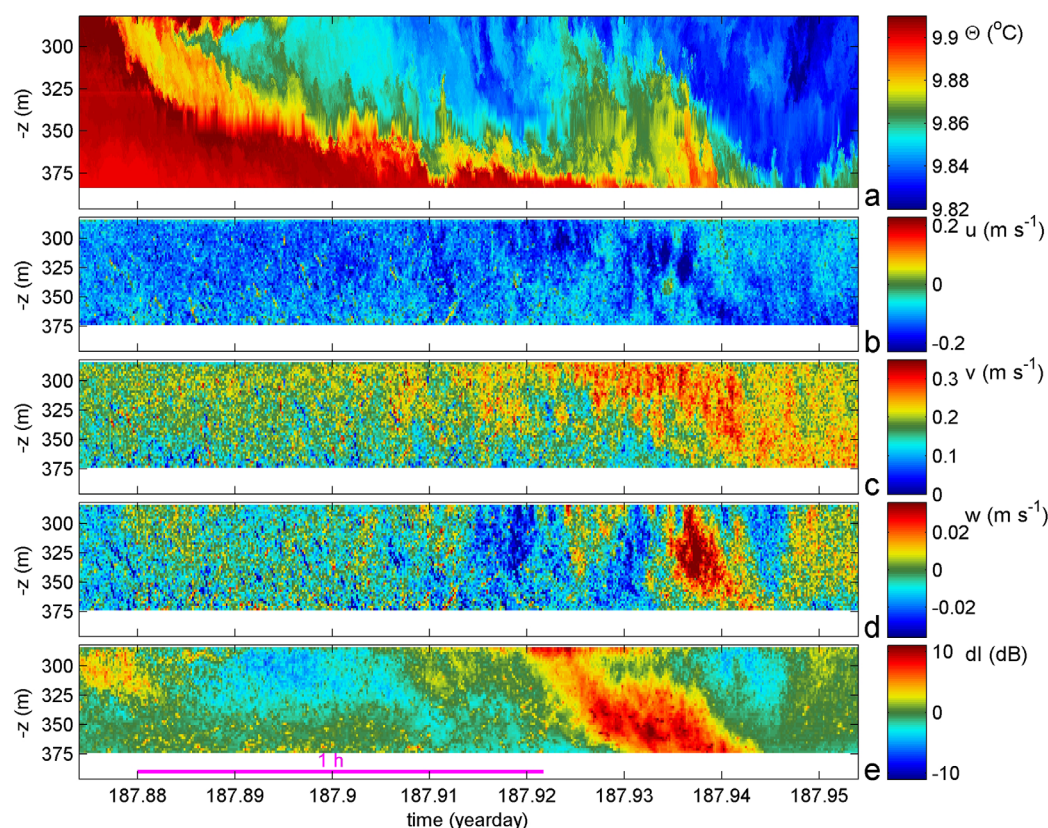 300
325
350
375
-z (m)
a
9.9
9.88
9.86
9.84
9.82
Θ (°C)
300
325
350
375
-z (m)
b
0.2
0
-0.2
u (m s⁻¹)
300
325
350
375
-z (m)
c
0.3
0.2
0.1
0
v (m s⁻¹)
300
325
350
375
-z (m)
d
0.02
0
-0.02
w (m s⁻¹)
300
325
350
375
-z (m)
1 h
e
10
0
-10
dI (dB)
187.88 187.89 187.9 187.91 187.92 187.93 187.94 187.95
time (yearday)